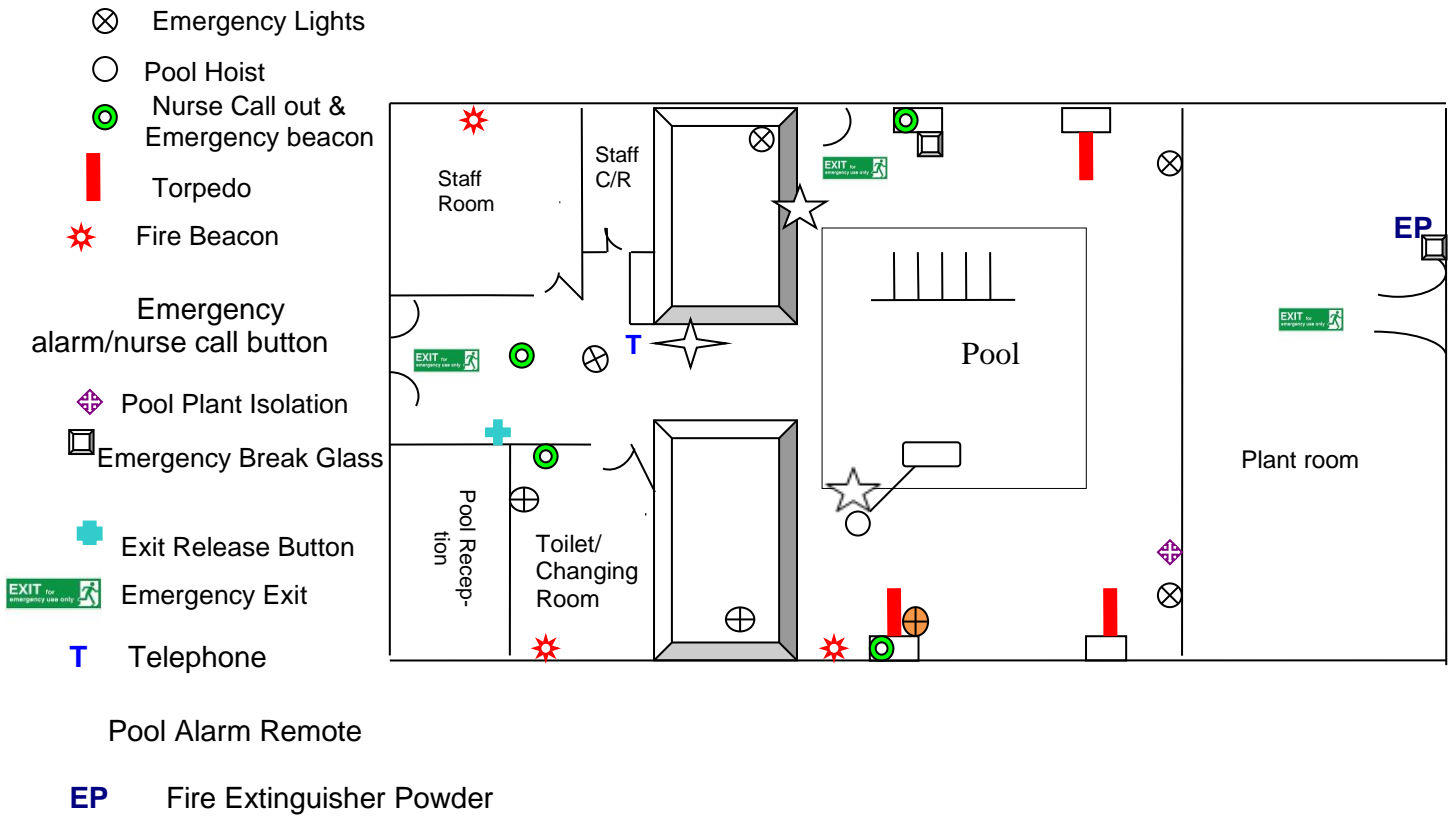 Emergency Lights
Pool Hoist
Nurse Call out &
Emergency beacon
Torpedo
Fire Beacon
Emergency
alarm/nurse call button
Pool Plant Isolation
Emergency Break Glass
Exit Release Button
EXIT for
emergency use only
Emergency Exit
T Telephone
Pool Alarm Remote
EP Fire Extinguisher Powder
Staff
Room
Staff
C/R
EXIT for
emergency use only
EP
EXIT for
emergency use only
T
Pool
EXIT for
emergency use only
Plant room
Pool Recep-
tion
Toilet/
Changing
Room